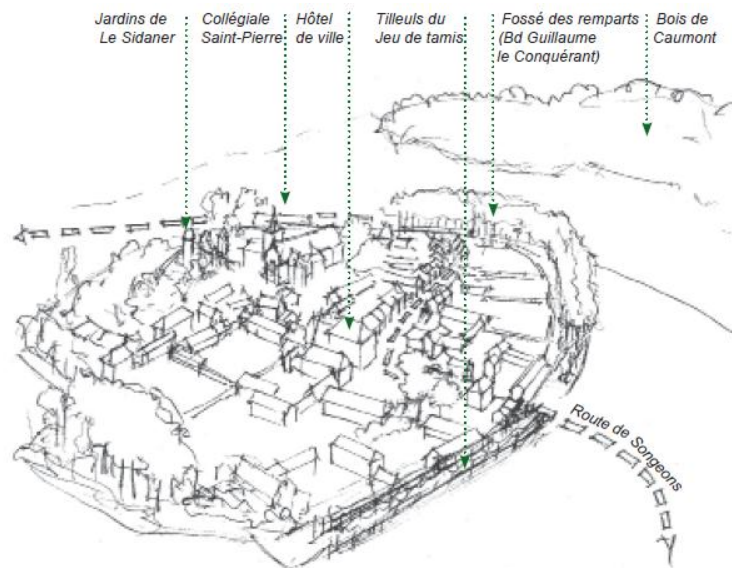 Jardins de
Le Sidaner
Collégiale
Saint-Pierre
Hôtel
de ville
Tilleuls du
Jeu de tamis
Fossé des remparts
(Bd Guillaume
le Conquérant)
Bois de
Caumont
Route de Songeons